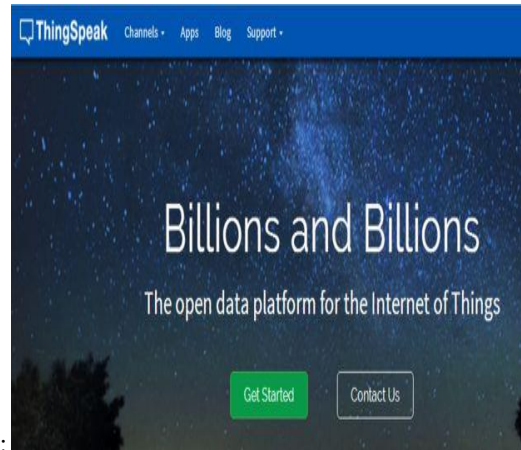 ThingSpeak Channels Apps Blog Support
Billions and Billions
The open data platform for the Internet of Things
Get Started Contact Us
: